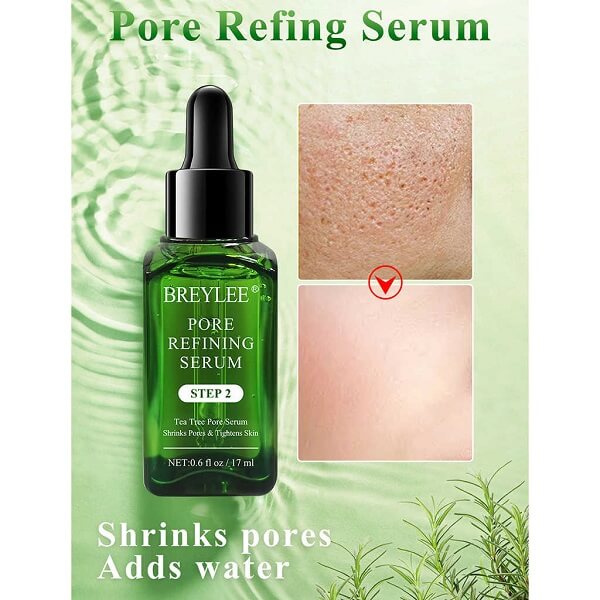 Pore Refing Serum
BREYLEE®
PORE
REFINING
SERUM
STEP 2
Tea Tree Pore Serum
Shrinks Pores & Tightens Skin
NET:0.6 fl oz / 17 ml
Shrinks pores
Adds water